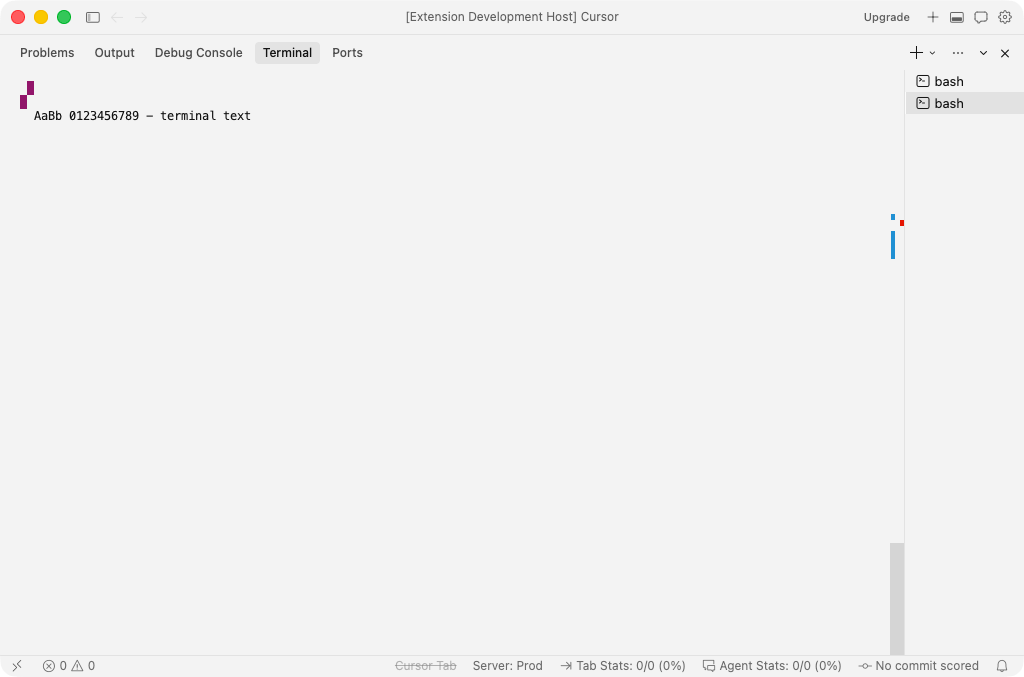 [Extension Development Host] Cursor
Upgrade
Problems Output Debug Console Terminal Ports
bash
bash
AaBb 0123456789 – terminal text
0 0 Cursor Tab Server: Prod Tab Stats: 0/0 (0%) Agent Stats: 0/0 (0%) No commit scored